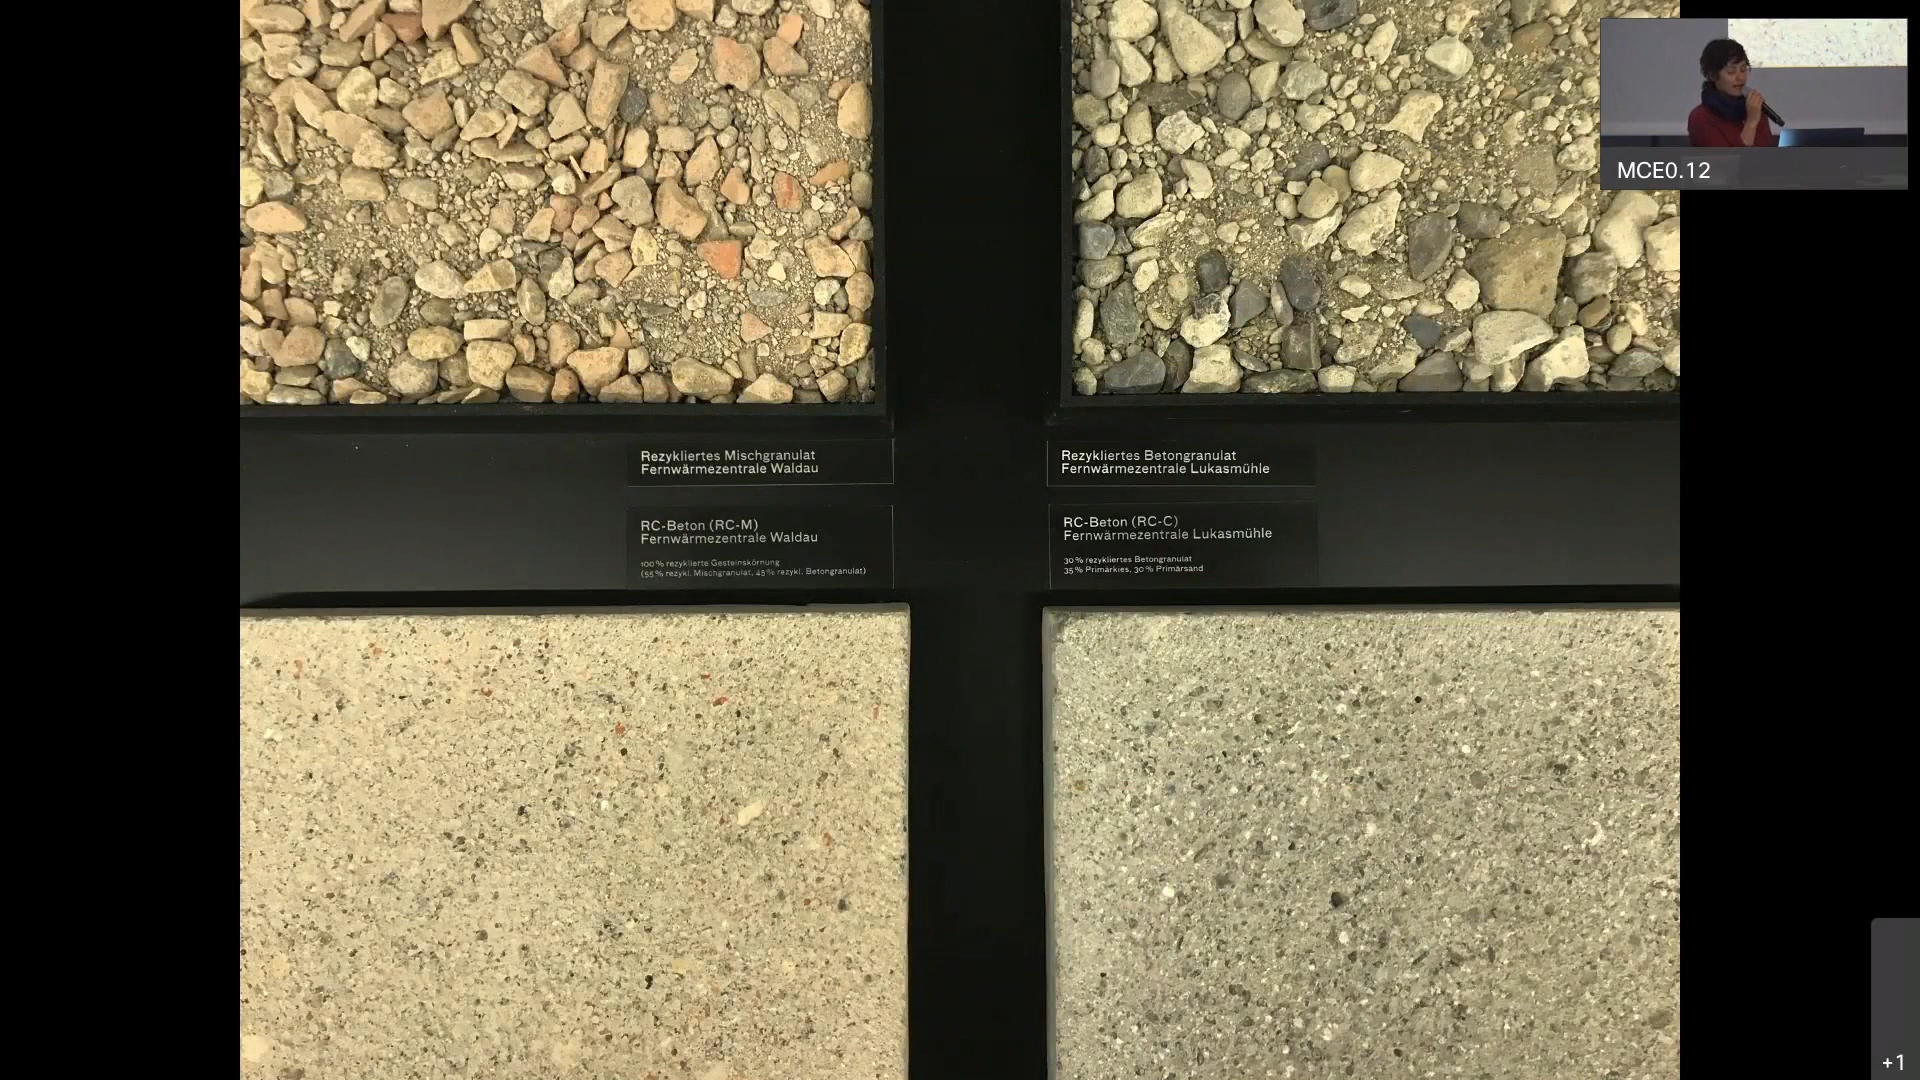 MCE0.12
Rezykliertes Mischgranulat
Fernwärmezentrale Waldau
RC-Beton (RC-M)
Fernwärmezentrale Waldau
100% rezyklierte Gesteinskörnung
(55% rezykl. Mischgranulat, 45% rezykl. Betongranulat)
Rezykliertes Betongranulat
Fernwärmezentrale Lukasmühle
RC-Beton (RC-C)
Fernwärmezentrale Lukasmühle
30% rezykliertes Betongranulat
35% Primärkies, 30% Primärsand
+1